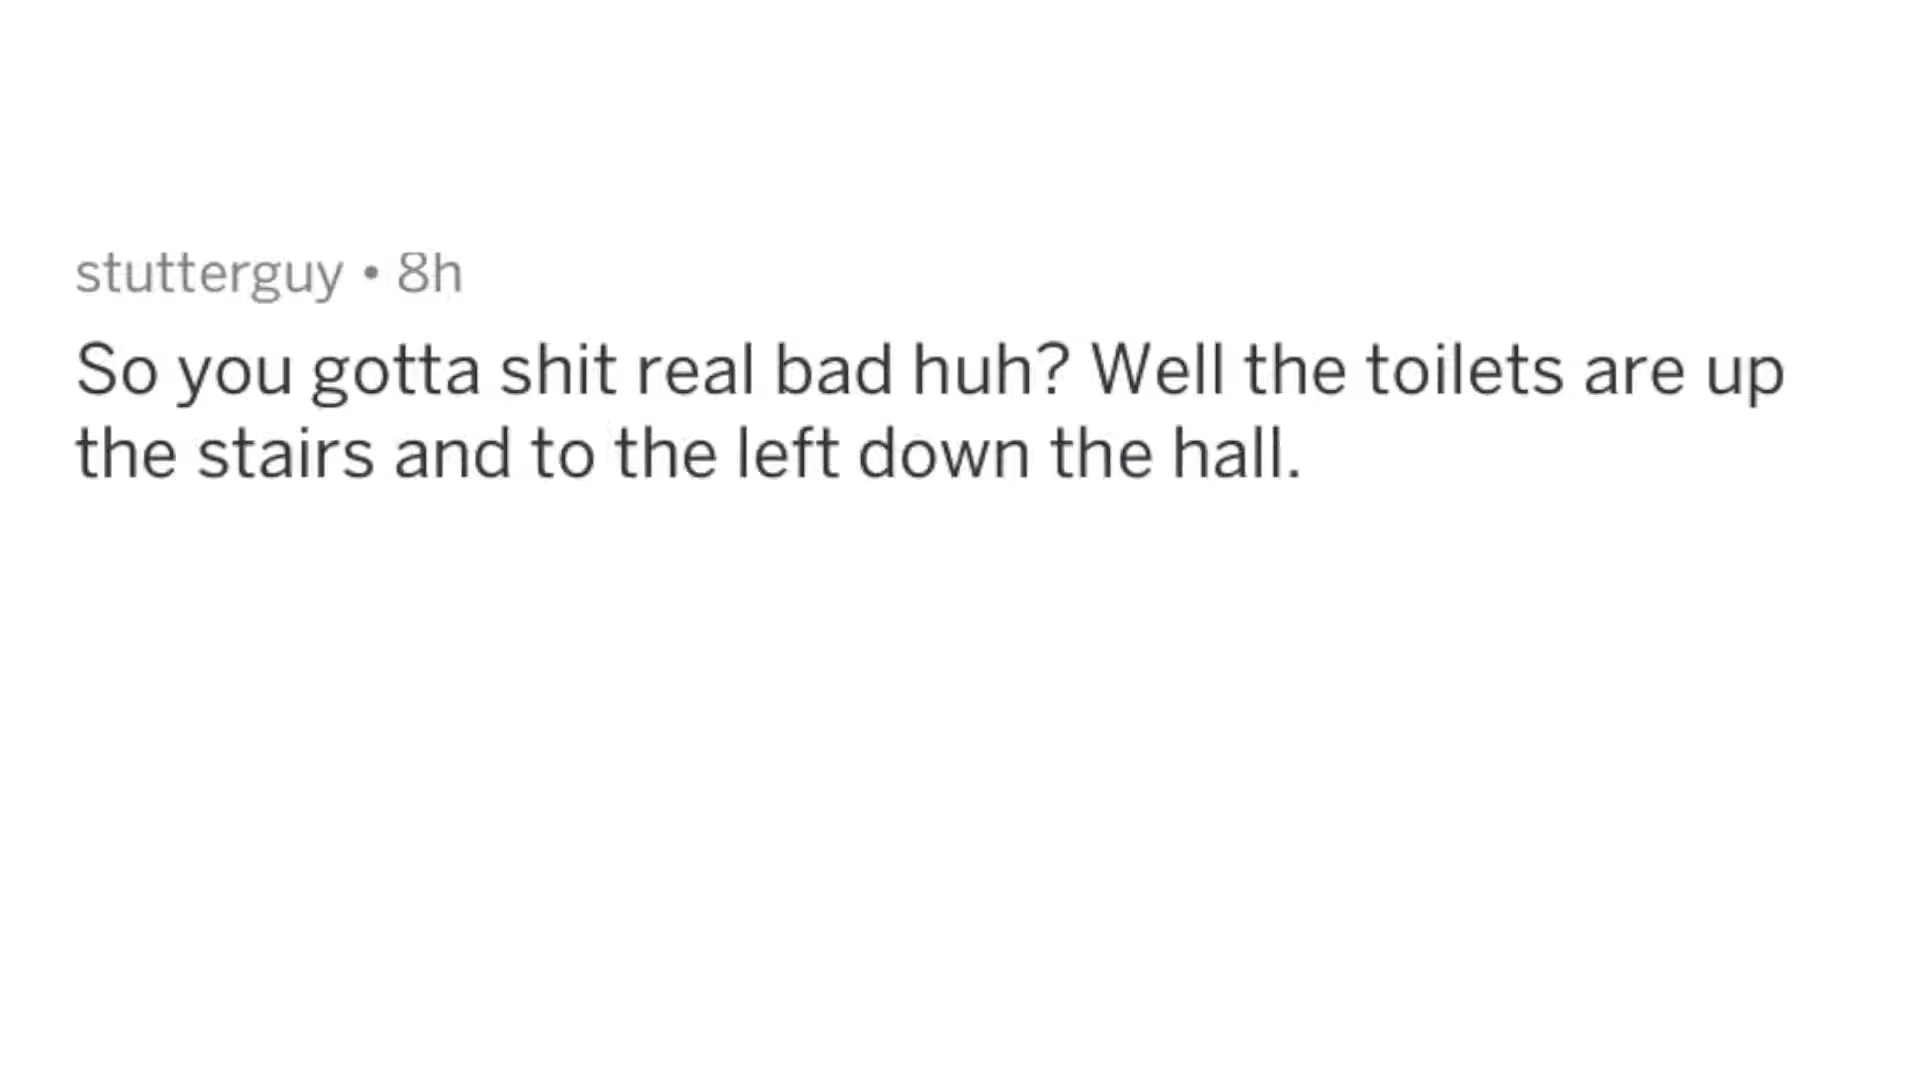 stutterguy • 8h
So you gotta shit real bad huh? Well the toilets are up
the stairs and to the left down the hall.